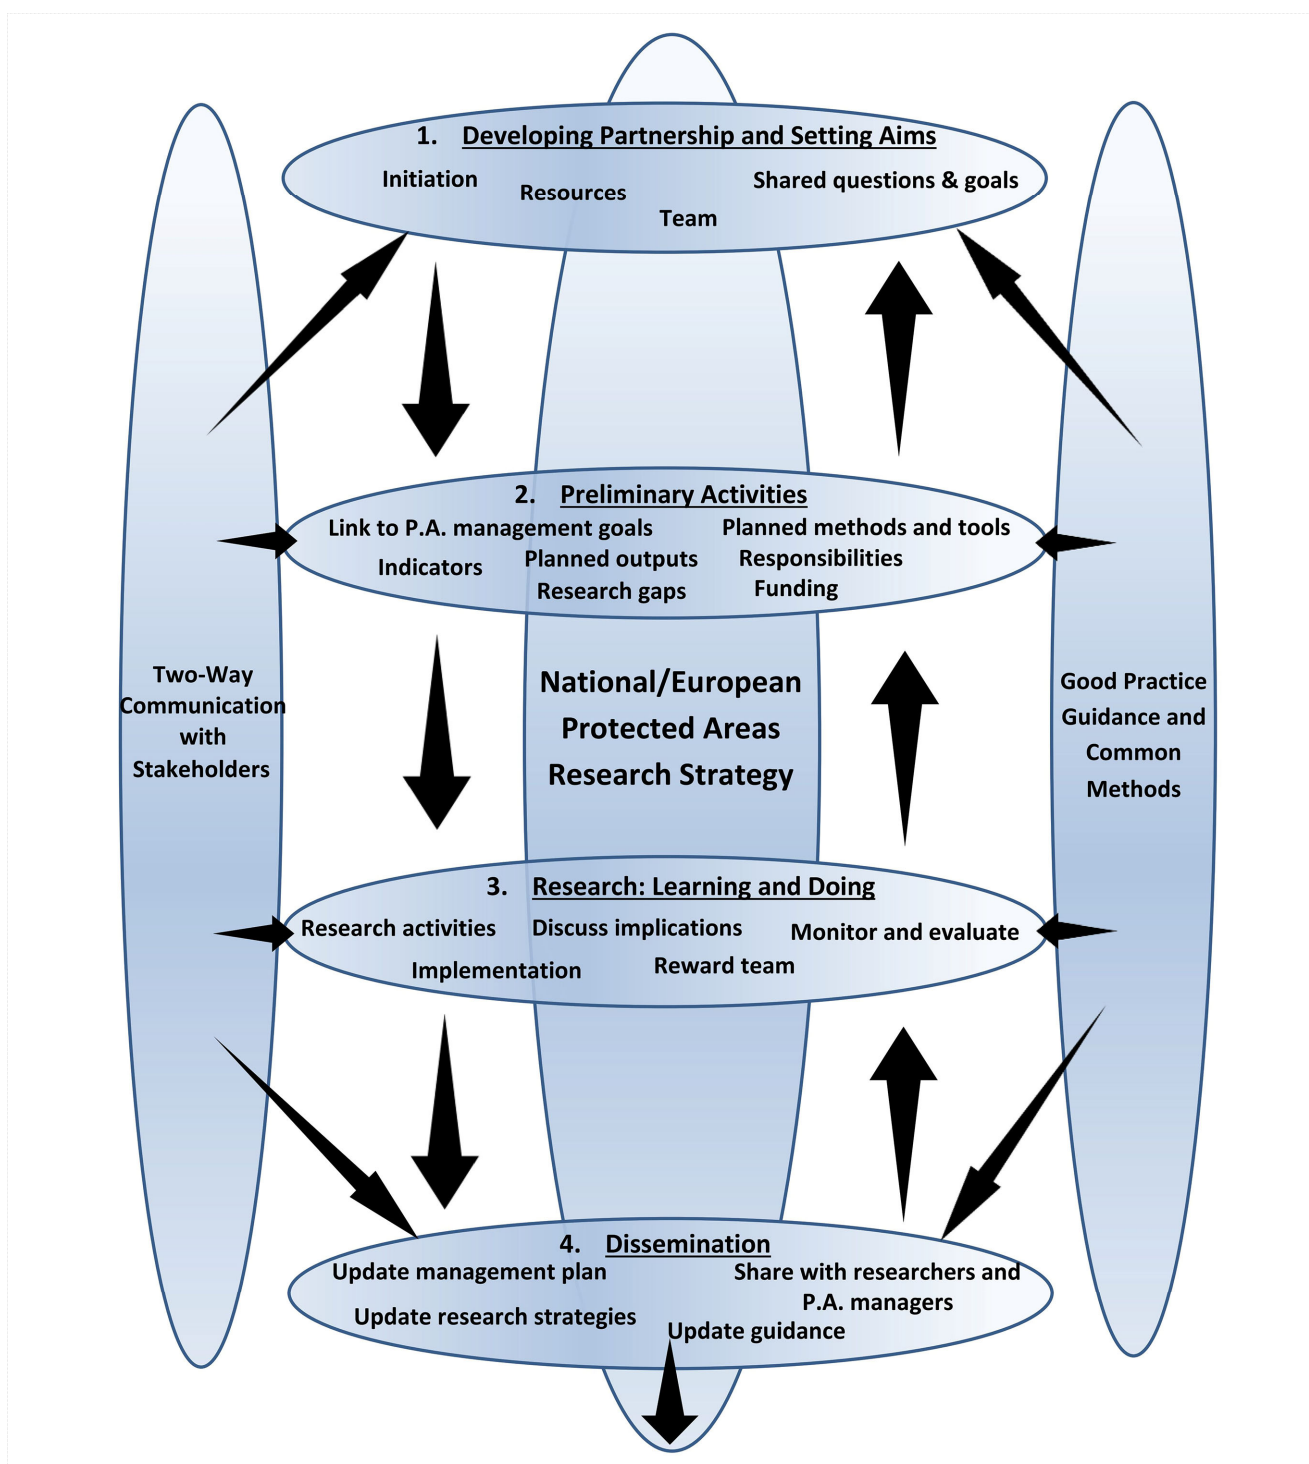 1. Developing Partnership and Setting Aims
Initiation
Resources
Team
Shared questions & goals
2. Preliminary Activities
Link to P.A. management goals
Planned methods and tools
Indicators
Planned outputs
Responsibilities
Research gaps
Funding
Two-Way
Communication
with
Stakeholders
National/European
Protected Areas
Research Strategy
Good Practice
Guidance and
Common
Methods
3. Research: Learning and Doing
Research activities
Discuss implications
Monitor and evaluate
Implementation
Reward team
4. Dissemination
Update management plan
Share with researchers and
P.A. managers
Update research strategies
Update guidance